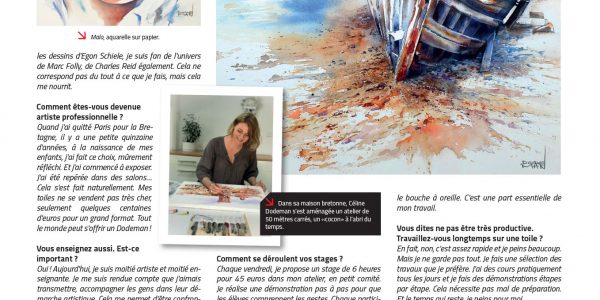 Malo, aquarelle sur papier.
les dessins d'Egon Schiele, je suis fan de l'univers
de Marc Folly, de Charles Reid également. Cela ne
correspond pas du tout à ce que je fais, mais cela
me nourrit.
Comment êtes-vous devenue
artiste professionnelle ?
Quand j'ai quitté Paris pour la Bre-
tagne, il y a une petite quinzaine
d'années, à la naissance de mes
enfants, j'ai fait ce choix, mûrement
réfléchi. Et j'ai commencé à exposer.
J'ai été repérée dans des salons...
Cela s'est fait naturellement. Mes
toiles ne se vendent pas très cher,
seulement quelques centaines
d'euros pour un grand format. Tout
le monde peut s'offrir un Dodeman !
Vous enseignez aussi. Est-ce
important ?
Oui ! Aujourd'hui, je suis moitié artiste et moitié en-
seignante. Je me suis rendu compte que j'aimais
transmettre, accompagner les gens dans leur dé-
marche artistique. Cela me permet d'être confron-
Dans sa maison bretonne, Céline
Dodeman s'est aménagée un atelier de
50 mètres carrés, un «cocon» à l'abri du
temps.
Comment se déroulent vos stages ?
Chaque vendredi, je propose un stage de 6 heures
pour 45 euros dans mon atelier, en petit comité.
Je réalise une démonstration pas à pas pour que
les élèves comprennent les gestes. Chaque partici-
le bouche à oreille. C'est une part essentielle de
mon travail.
Vous dites ne pas être très productive.
Travaillez-vous longtemps sur une toile ?
En fait, non, c'est assez rapide et je peins beaucoup.
Mais je ne garde pas tout. Je fais une sélection des
travaux que je préfère. J'ai des cours pratiquement
tous les jours et je fais des démonstrations étapes
par étape. Cela nécessite pas mal de préparation.
Et le temps qui reste, je peins pour moi.